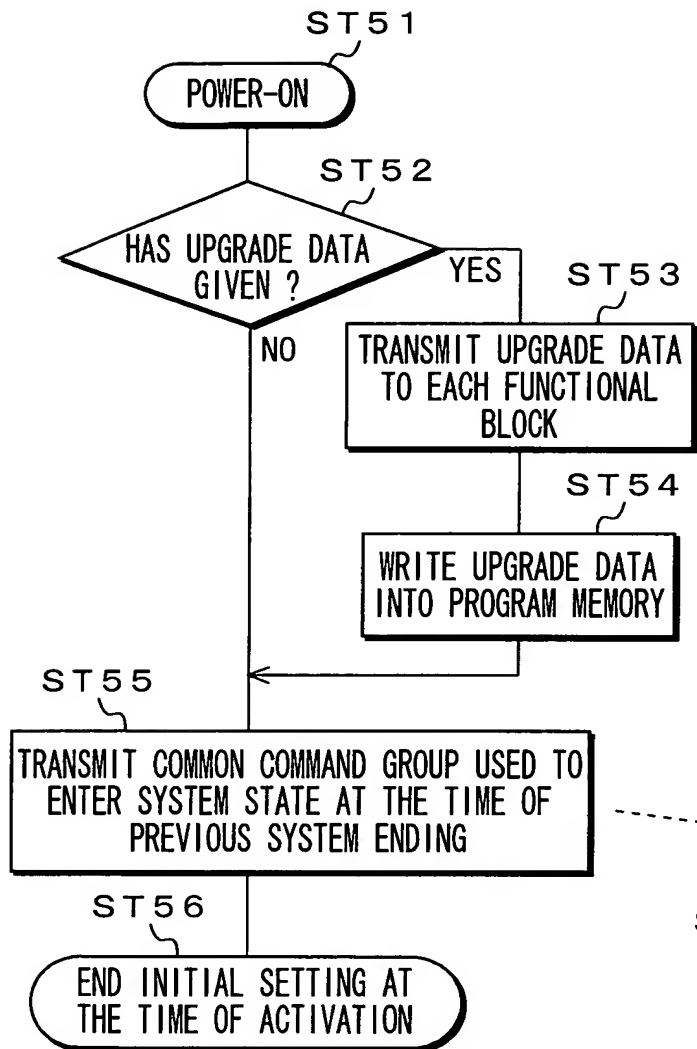 ST51
POWER-ON
ST52
HAS UPGRADE DATA
GIVEN ?
YES
NO
ST53
TRANSMIT UPGRADE DATA
TO EACH FUNCTIONAL
BLOCK
ST54
WRITE UPGRADE DATA
INTO PROGRAM MEMORY
ST55
TRANSMIT COMMON COMMAND GROUP USED TO
ENTER SYSTEM STATE AT THE TIME OF
PREVIOUS SYSTEM ENDING
ST56
END INITIAL SETTING AT
THE TIME OF ACTIVATION